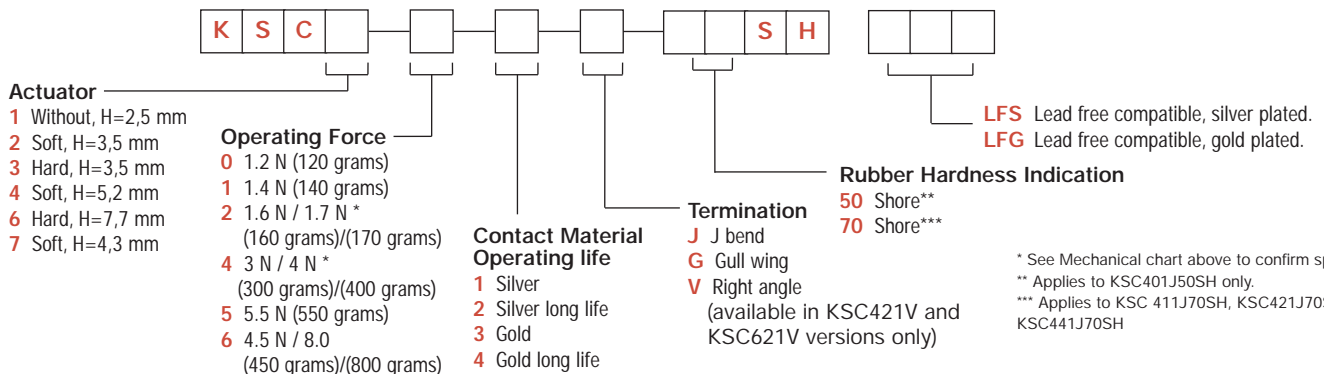 K S C S H
Actuator
1 Without, H=2,5 mm
2 Soft, H=3,5 mm
3 Hard, H=3,5 mm
4 Soft, H=5,2 mm
6 Hard, H=7,7 mm
7 Soft, H=4,3 mm
Operating Force
0 1.2 N (120 grams)
1 1.4 N (140 grams)
2 1.6 N / 1.7 N *
(160 grams)/(170 grams)
4 3 N / 4 N *
(300 grams)/(400 grams)
5 5.5 N (550 grams)
6 4.5 N / 8.0
(450 grams)/(800 grams)
Contact Material
Operating life
1 Silver
2 Silver long life
3 Gold
4 Gold long life
Termination
J J bend
G Gull wing
V Right angle
(available in KSC421V and
KSC621V versions only)
Rubber Hardness Indication
50 Shore**
70 Shore***
LFS Lead free compatible, silver plated.
LFG Lead free compatible, gold plated.
* See Mechanical chart above to confirm
** Applies to KSC401J50SH only.
*** Applies to KSC 411J70SH,
KSC441J70SH